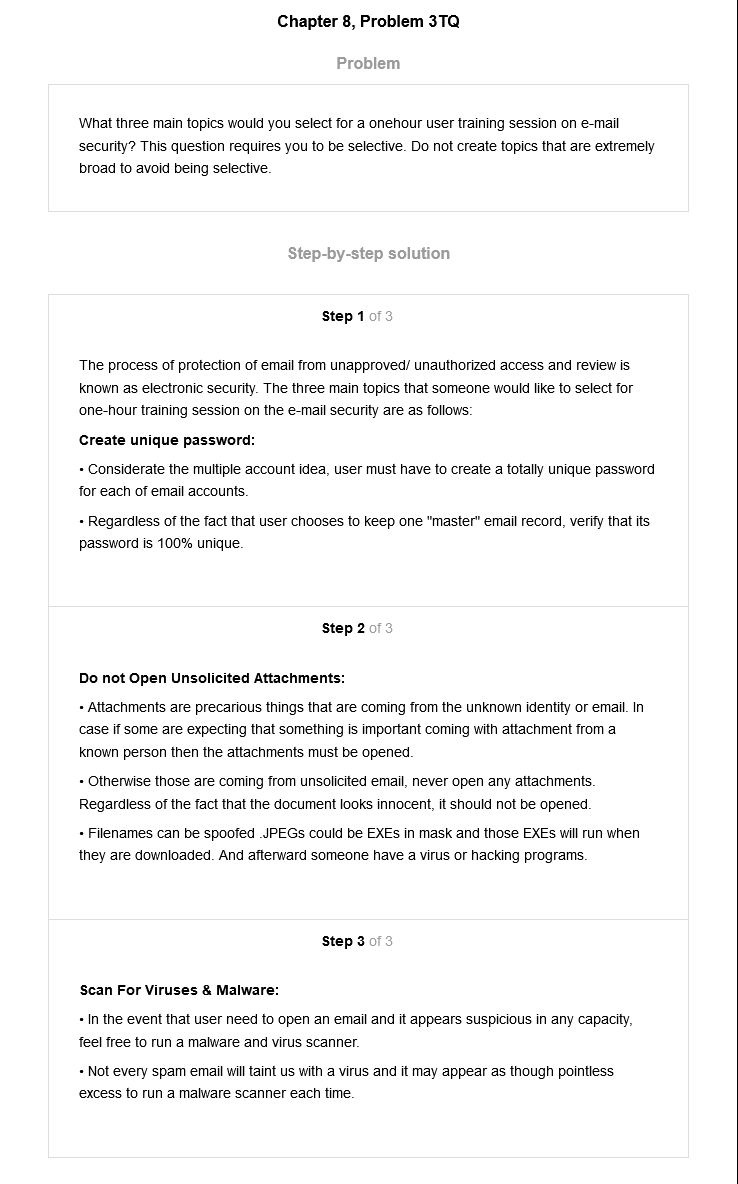 Chapter 8, Problem 3TQ
Problem
What three main topics would you select for a onehour user training session on e-mail
security? This question requires you to be selective. Do not create topics that are extremely
broad to avoid being selective.
Step-by-step solution
Step 1 of 3
The process of protection of email from unapproved/ unauthorized access and review is
known as electronic security. The three main topics that someone would like to select for
one-hour training session on the e-mail security are as follows:
Create unique password:
• Considerate the multiple account idea, user must have to create a totally unique password
for each of email accounts.
• Regardless of the fact that user chooses to keep one "master" email record, verify that its
password is 100% unique.
Step 2 of 3
Do not Open Unsolicited Attachments:
• Attachments are precarious things that are coming from the unknown identity or email. In
case if some are expecting that something is important coming with attachment from a
known person then the attachments must be opened.
• Otherwise those are coming from unsolicited email, never open any attachments.
Regardless of the fact that the document looks innocent, it should not be opened.
• Filenames can be spoofed .JPEGs could be EXEs in mask and those EXEs will run when
they are downloaded. And afterward someone have a virus or hacking programs.
Step 3 of 3
Scan For Viruses & Malware:
• In the event that user need to open an email and it appears suspicious in any capacity,
feel free to run a malware and virus scanner.
• Not every spam email will taint us with a virus and it may appear as though pointless
excess to run a malware scanner each time.